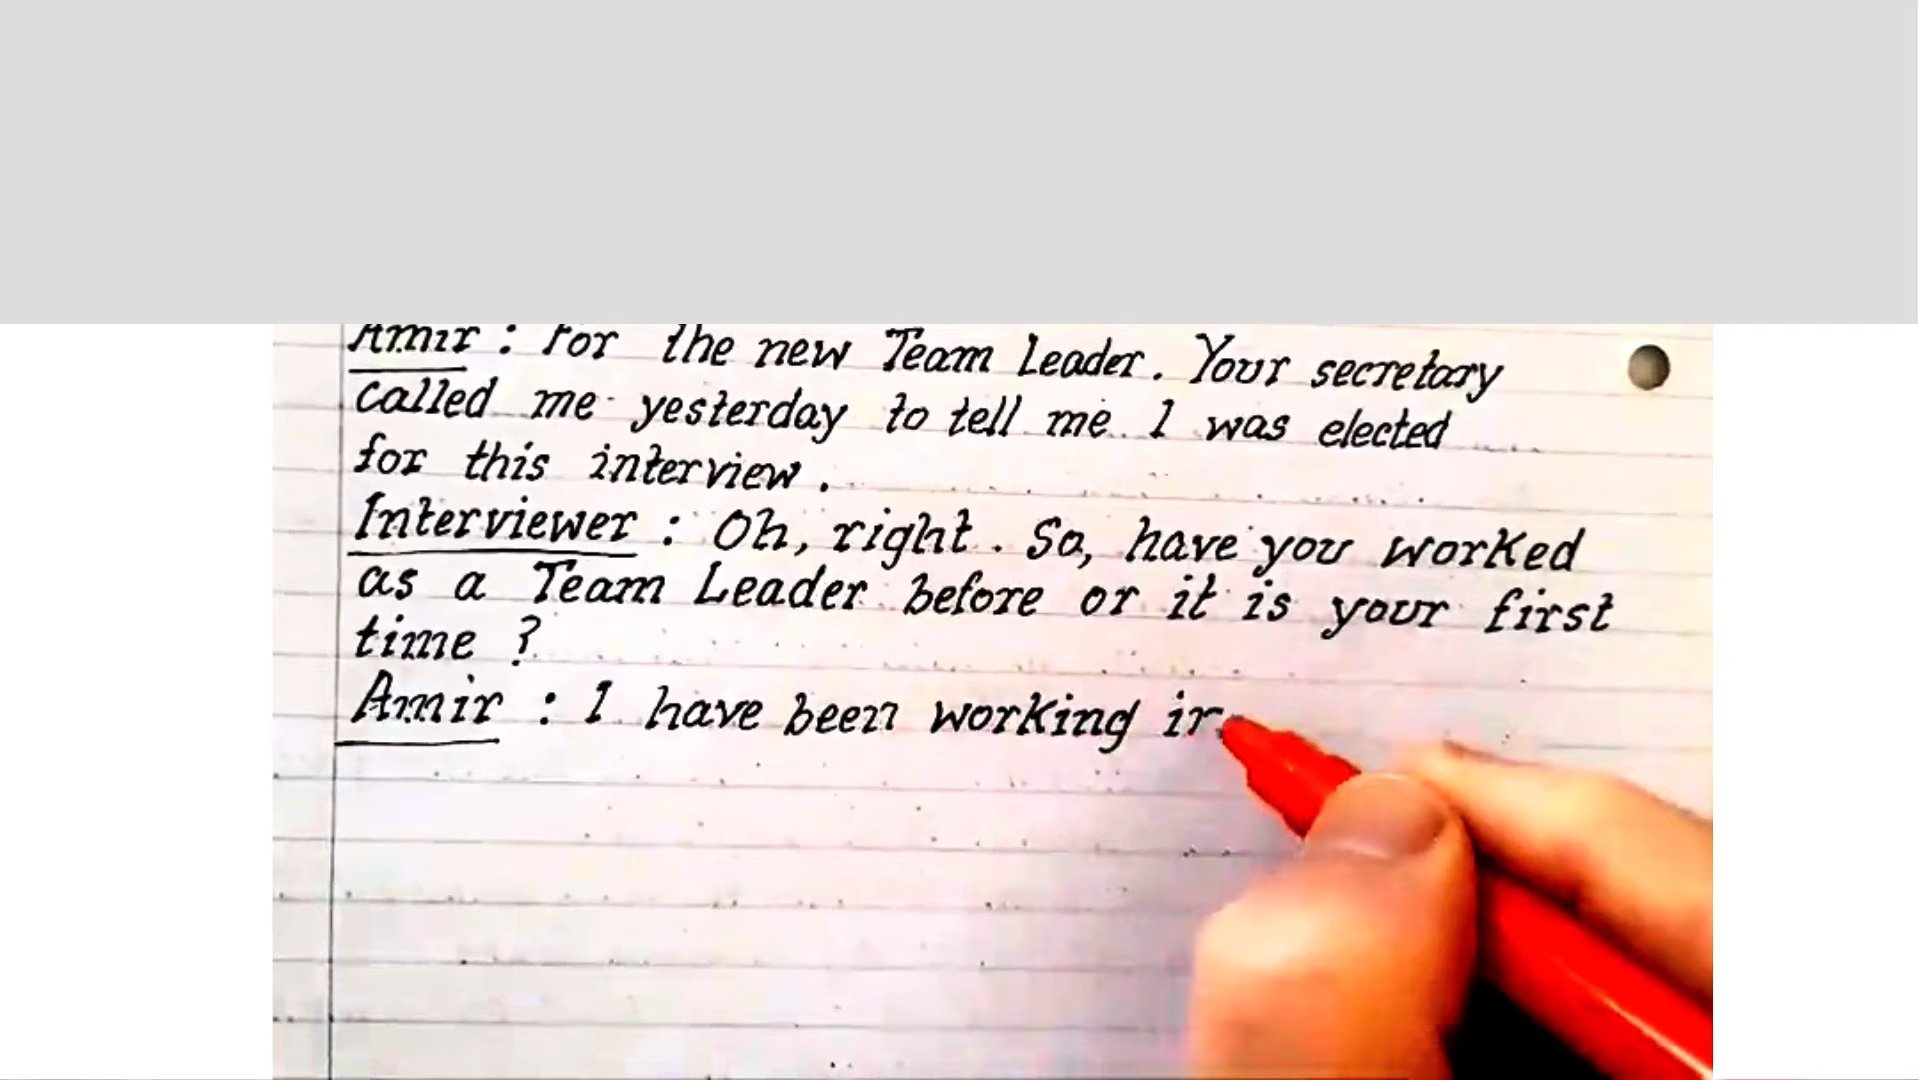 Amir : For the new Team Leader. Your secretary
called me yesterday to tell me I was elected
for this interview.
Interviewer : Oh, right. So, have you worked
as a Team Leader before or it is your first
time ?
Amir : I have been working